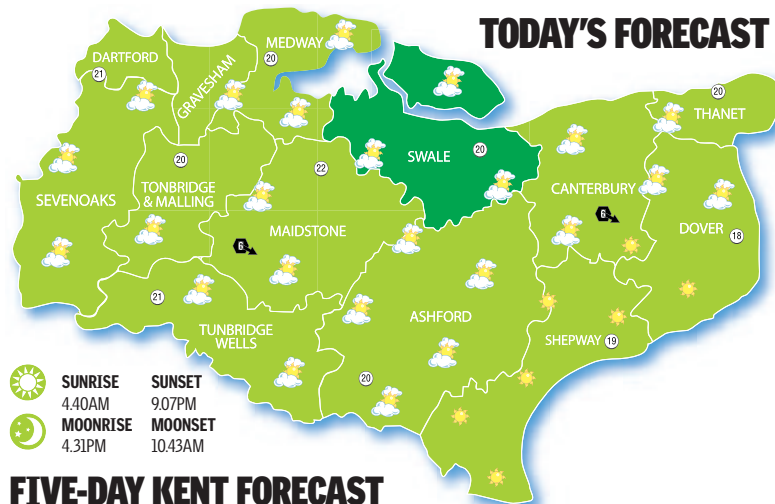 TODAY'S FORECAST
MEDWAY
20
DARTFORD
21
GRAVESHAM
20
THANET
20
SWALE
20
22
TONBRIDGE
& MALLING
SEVENOAKS
CANTERBURY
6
MAIDSTONE
6
DOVER
18
21
TUNBRIDGE
WELLS
ASHFORD
20
SHEPWAY
19
SUNRISE SUNSET
4.40AM 9.07PM
MOONRISE MOONSET
4.31PM 10.43AM
FIVE-DAY KENT FORECAST